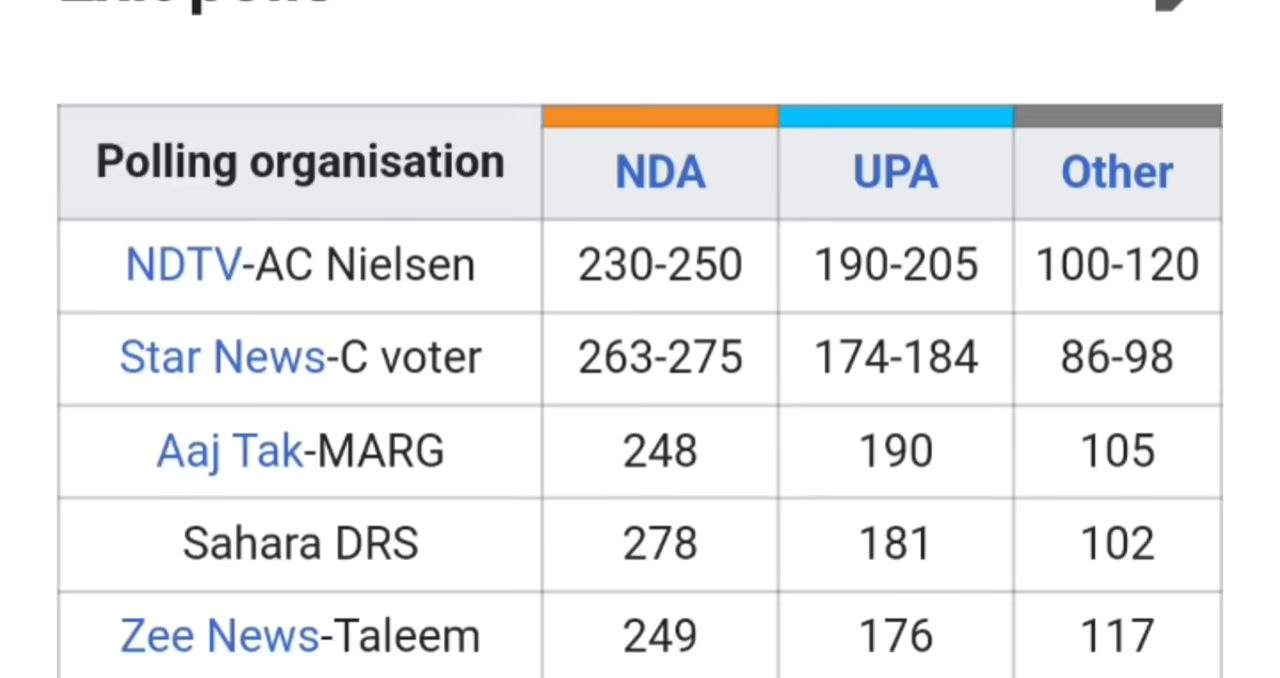 Exit polls
Polling organisation NDA UPA Other
NDTV-AC Nielsen 230-250 190-205 100-120
Star News-C voter 263-275 174-184 86-98
Aaj Tak-MARG 248 190 105
Sahara DRS 278 181 102
Zee News-Taleem 249 176 117